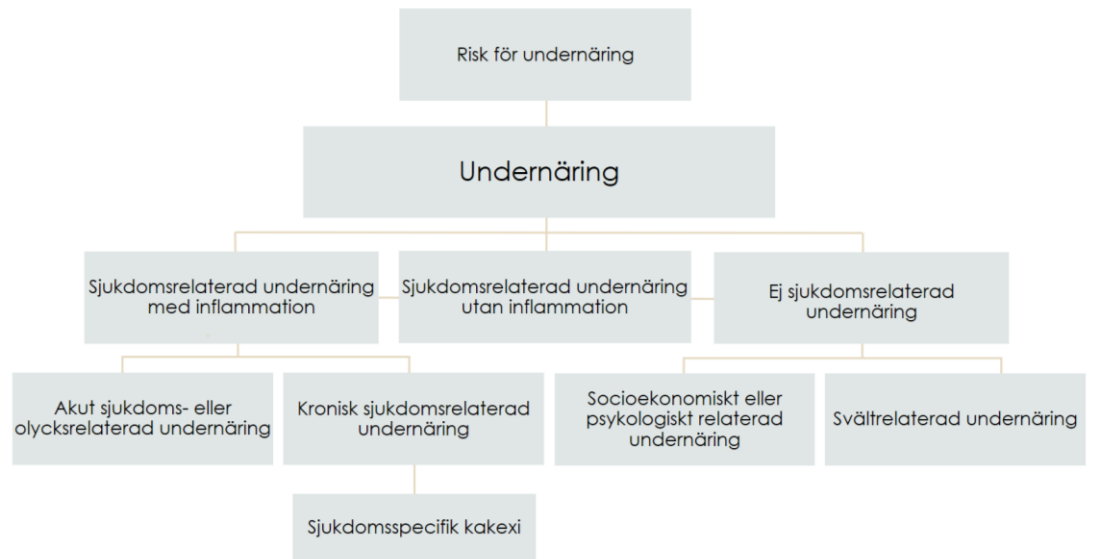 Risk för undernäring
Undernäring
Sjukdomsrelaterad undernäring
med inflammation
Sjukdomsrelaterad undernäring
utan inflammation
Ej sjukdomsrelaterad
undernäring
Akut sjukdoms- eller
olycksrelaterad undernäring
Kronisk sjukdomsrelaterad
undernäring
Socioekonomiskt eller
psykologiskt relaterad
undernäring
Svältrelaterad undernäring
Sjukdomsspecifik kakexi